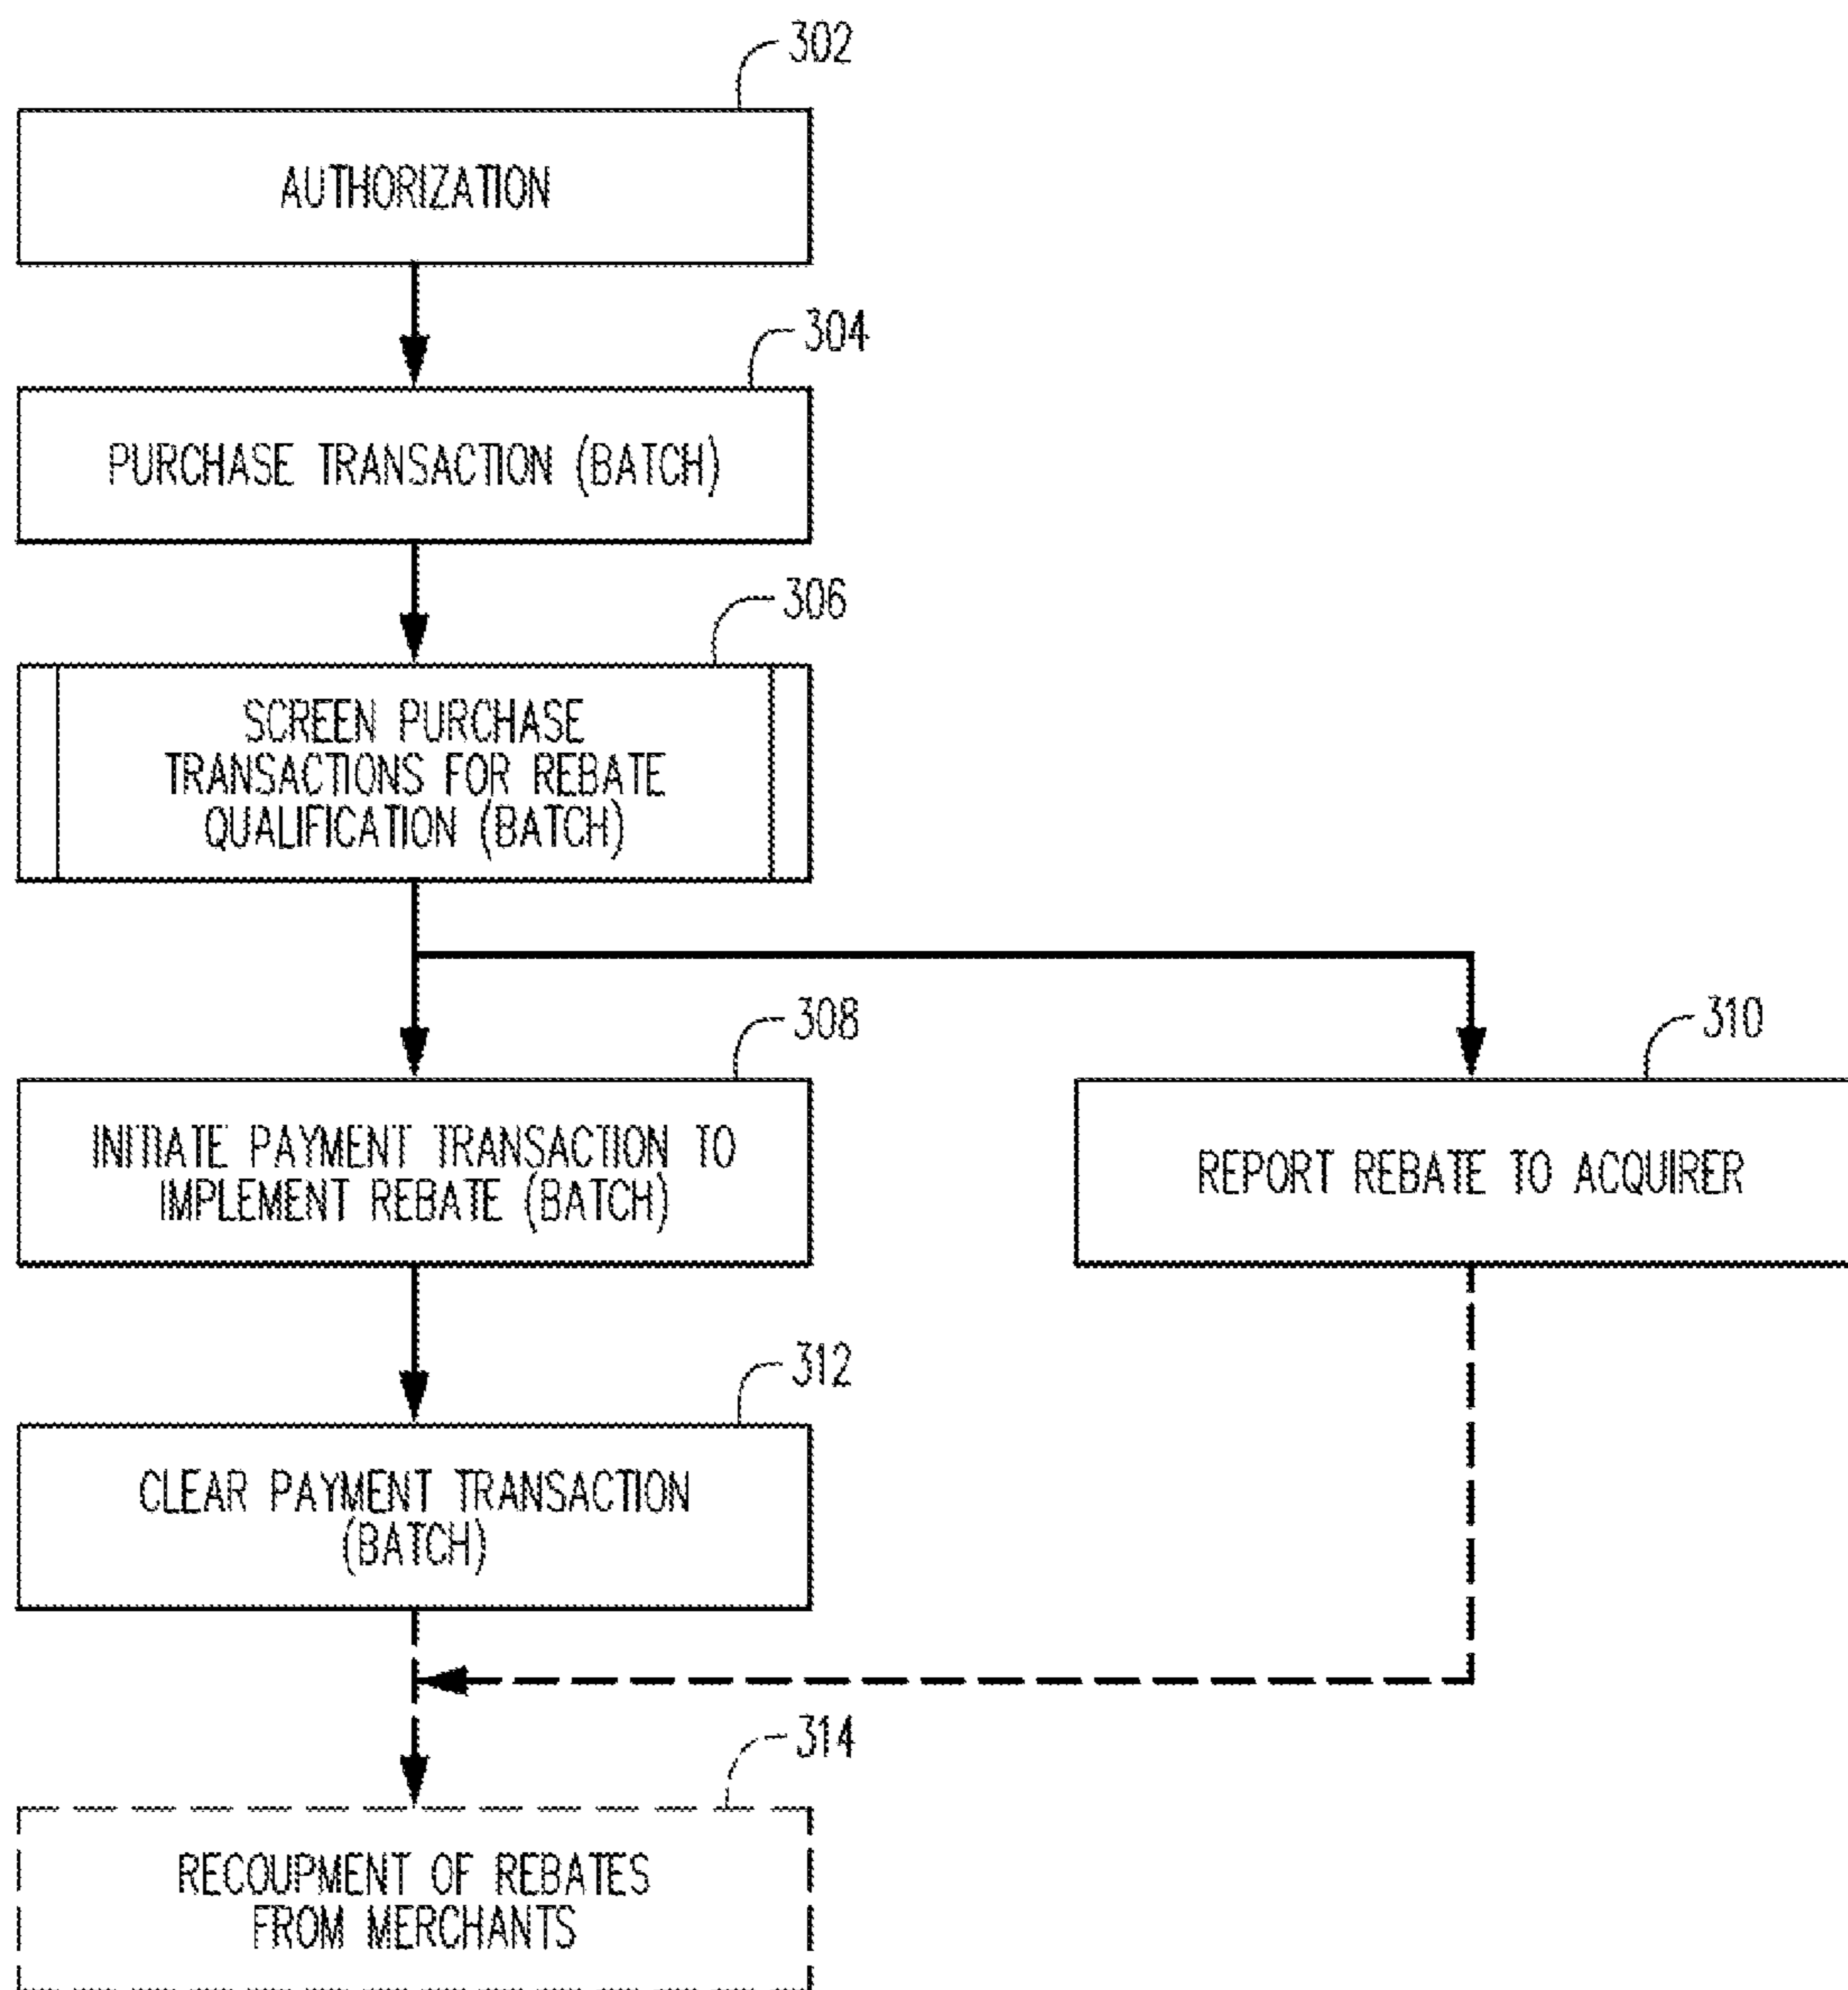 302
AUTHORIZATION
304
PURCHASE TRANSACTION (BATCH)
306
SCREEN PURCHASE
TRANSACTIONS FOR REBATE
QUALIFICATION (BATCH)
308
INITIATE PAYMENT TRANSACTION TO
IMPLEMENT REBATE (BATCH)
310
REPORT REBATE TO ACQUIRER
312
CLEAR PAYMENT TRANSACTION
(BATCH)
314
RECOUPMENT OF REBATES
FROM MERCHANTS